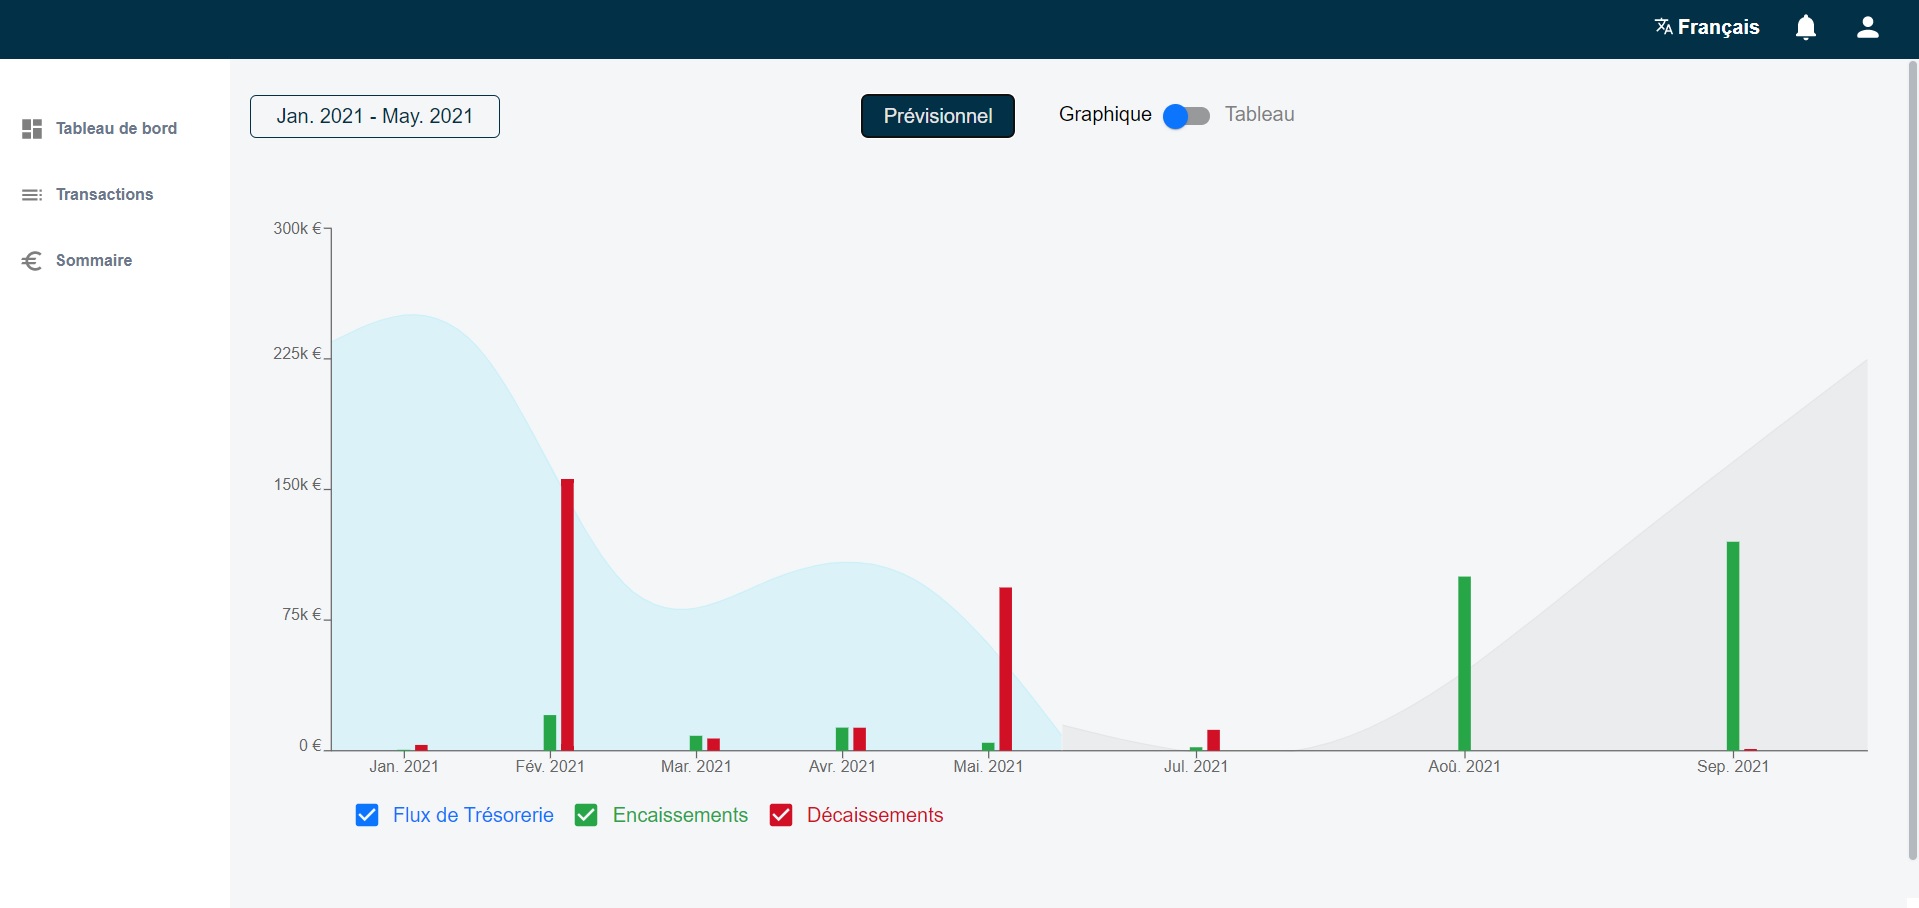 Français
Tableau de bord
Transactions
Sommaire
Jan. 2021 - May. 2021
Prévisionnel
Graphique
Tableau
300k €
225k €
150k €
75k €
0 €
Jan. 2021
Fév. 2021
Mar. 2021
Avr. 2021
Mai. 2021
Jul. 2021
Aoû. 2021
Sep. 2021
Flux de Trésorerie
Encaissements
Décaissements